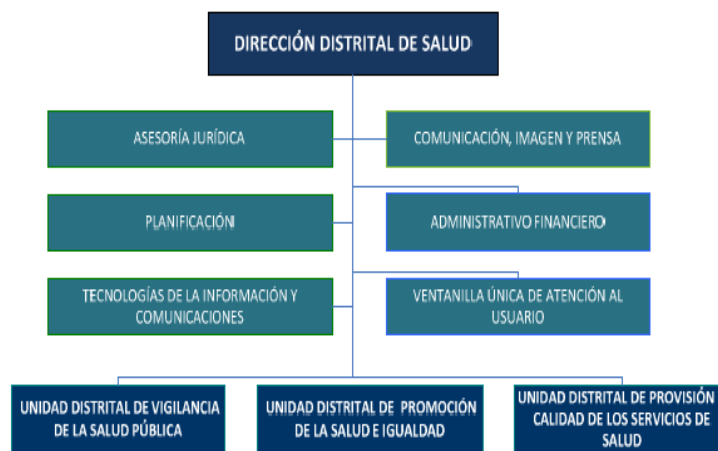 DIRECCIÓN DISTRITAL DE SALUD
ASESORÍA JURÍDICA
COMUNICACIÓN, IMAGEN Y PRENSA
PLANIFICACIÓN
ADMINISTRATIVO FINANCIERO
TECNOLOGÍAS DE LA INFORMACIÓN Y
COMUNICACIONES
VENTANILLA ÚNICA DE ATENCIÓN AL
USUARIO
UNIDAD DISTRITAL DE VIGILANCIA
DE LA SALUD PÚBLICA
UNIDAD DISTRITAL DE PROMOCIÓN
DE LA SALUD E IGUALDAD
UNIDAD DISTRITAL DE PROVISIÓN
CALIDAD DE LOS SERVICIOS DE
SALUD